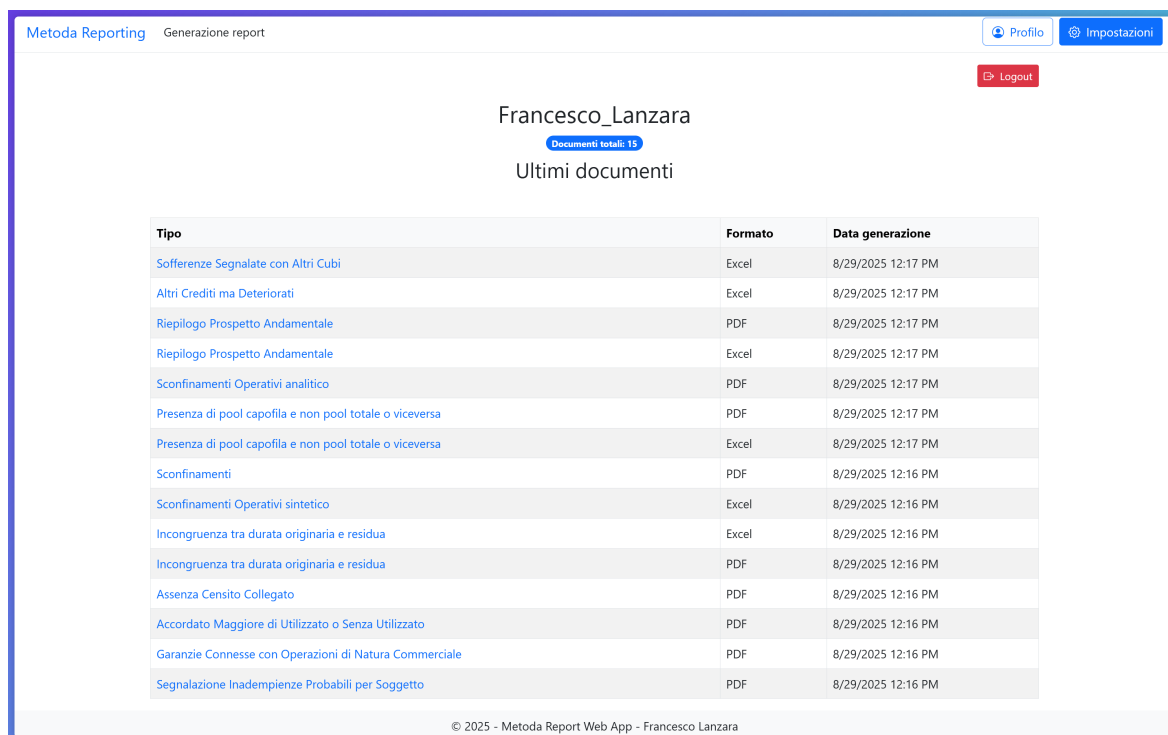 Metoda Reporting Generazione report Profilo Impostazioni
Logout
Francesco_Lanzara
Documenti totali: 15
Ultimi documenti
Tipo Formato Data generazione
Sofferenze Segnalate con Altri Cubi Excel 8/29/2025 12:17 PM
Altri Crediti ma Deteriorati Excel 8/29/2025 12:17 PM
Riepilogo Prospetto Andamentale PDF 8/29/2025 12:17 PM
Riepilogo Prospetto Andamentale Excel 8/29/2025 12:17 PM
Sconfinamenti Operativi analitico PDF 8/29/2025 12:17 PM
Presenza di pool capofila e non pool totale o viceversa PDF 8/29/2025 12:17 PM
Presenza di pool capofila e non pool totale o viceversa Excel 8/29/2025 12:17 PM
Sconfinamenti PDF 8/29/2025 12:16 PM
Sconfinamenti Operativi sintetico Excel 8/29/2025 12:16 PM
Incongruenza tra durata originaria e residua Excel 8/29/2025 12:16 PM
Incongruenza tra durata originaria e residua PDF 8/29/2025 12:16 PM
Assenza Censito Collegato PDF 8/29/2025 12:16 PM
Accordato Maggiore di Utilizzato o Senza Utilizzato PDF 8/29/2025 12:16 PM
Garanzie Connesse con Operazioni di Natura Commerciale PDF 8/29/2025 12:16 PM
Segnalazione Inadempienze Probabili per Soggetto PDF 8/29/2025 12:16 PM
© 2025 - Metoda Report Web App - Francesco Lanzara